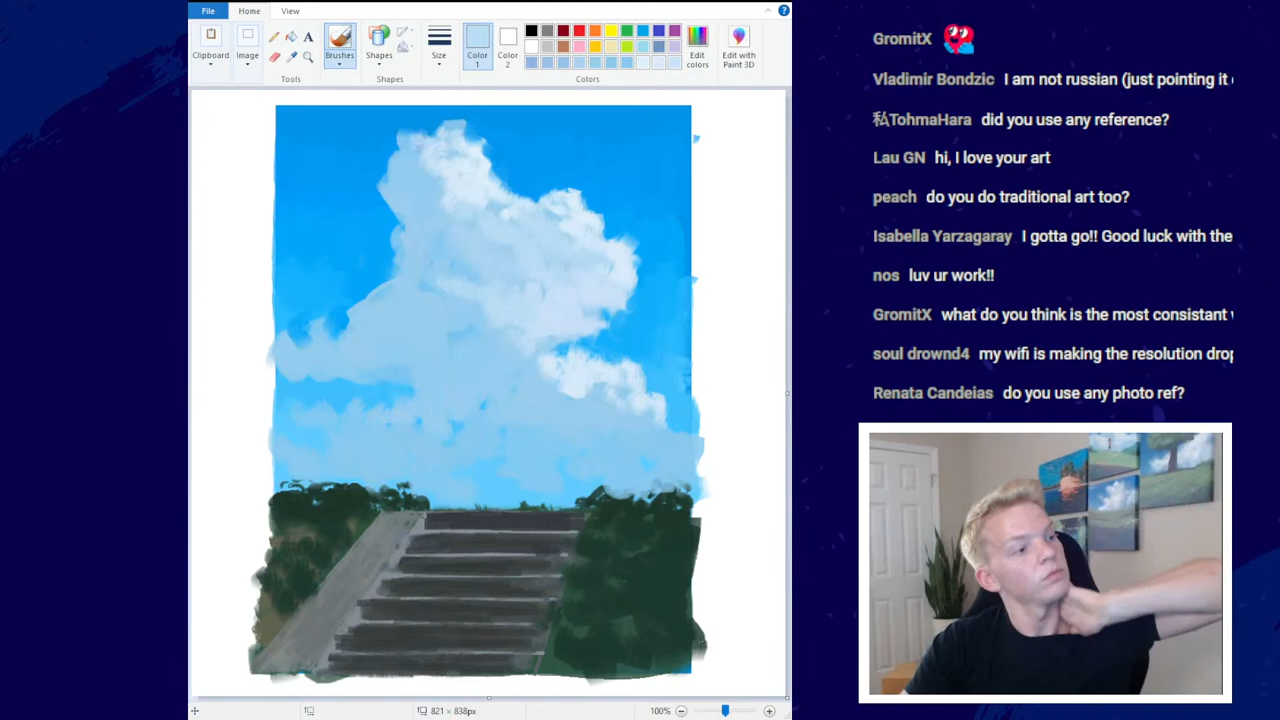 File Home View
Clipboard
Image
A
Tools
Brushes
Shapes
Shapes
Size
Color 1
Color 2
Edit colors
Colors
Edit with Paint 3D
821 × 838px
100%
GromitX
Vladimir Bondzic I am not russian (just pointing it
私TohmaHara did you use any reference?
Lau GN hi, I love your art
peach do you do traditional art too?
Isabella Yarzagaray I gotta go!! Good luck with the
nos luv ur work!!
GromitX what do you think is the most consistant
soul drownd4 my wifi is making the resolution drop
Renata Candeias do you use any photo ref?